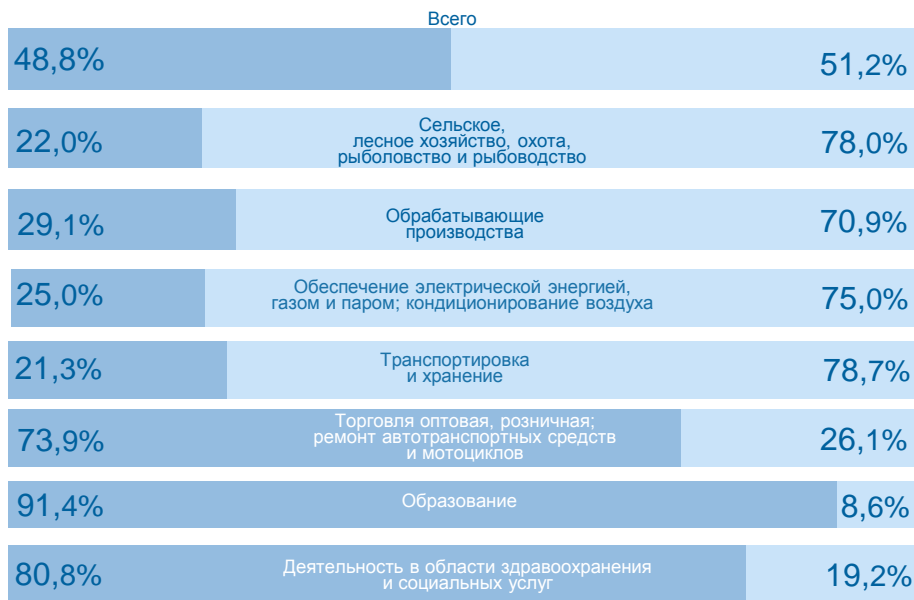 Всего
48,8% 51,2%
Сельское,
лесное хозяйство, охота,
рыболовство и рыбоводство
22,0% 78,0%
Обрабатывающие
производства
29,1% 70,9%
Обеспечение электрической энергией,
газом и паром; кондиционирование воздуха
25,0% 75,0%
Транспортировка
и хранение
21,3% 78,7%
Торговля оптовая, розничная;
ремонт автотранспортных средств
и мотоциклов
73,9% 26,1%
Образование
91,4% 8,6%
Деятельность в области здравоохранения
и социальных услуг
80,8% 19,2%